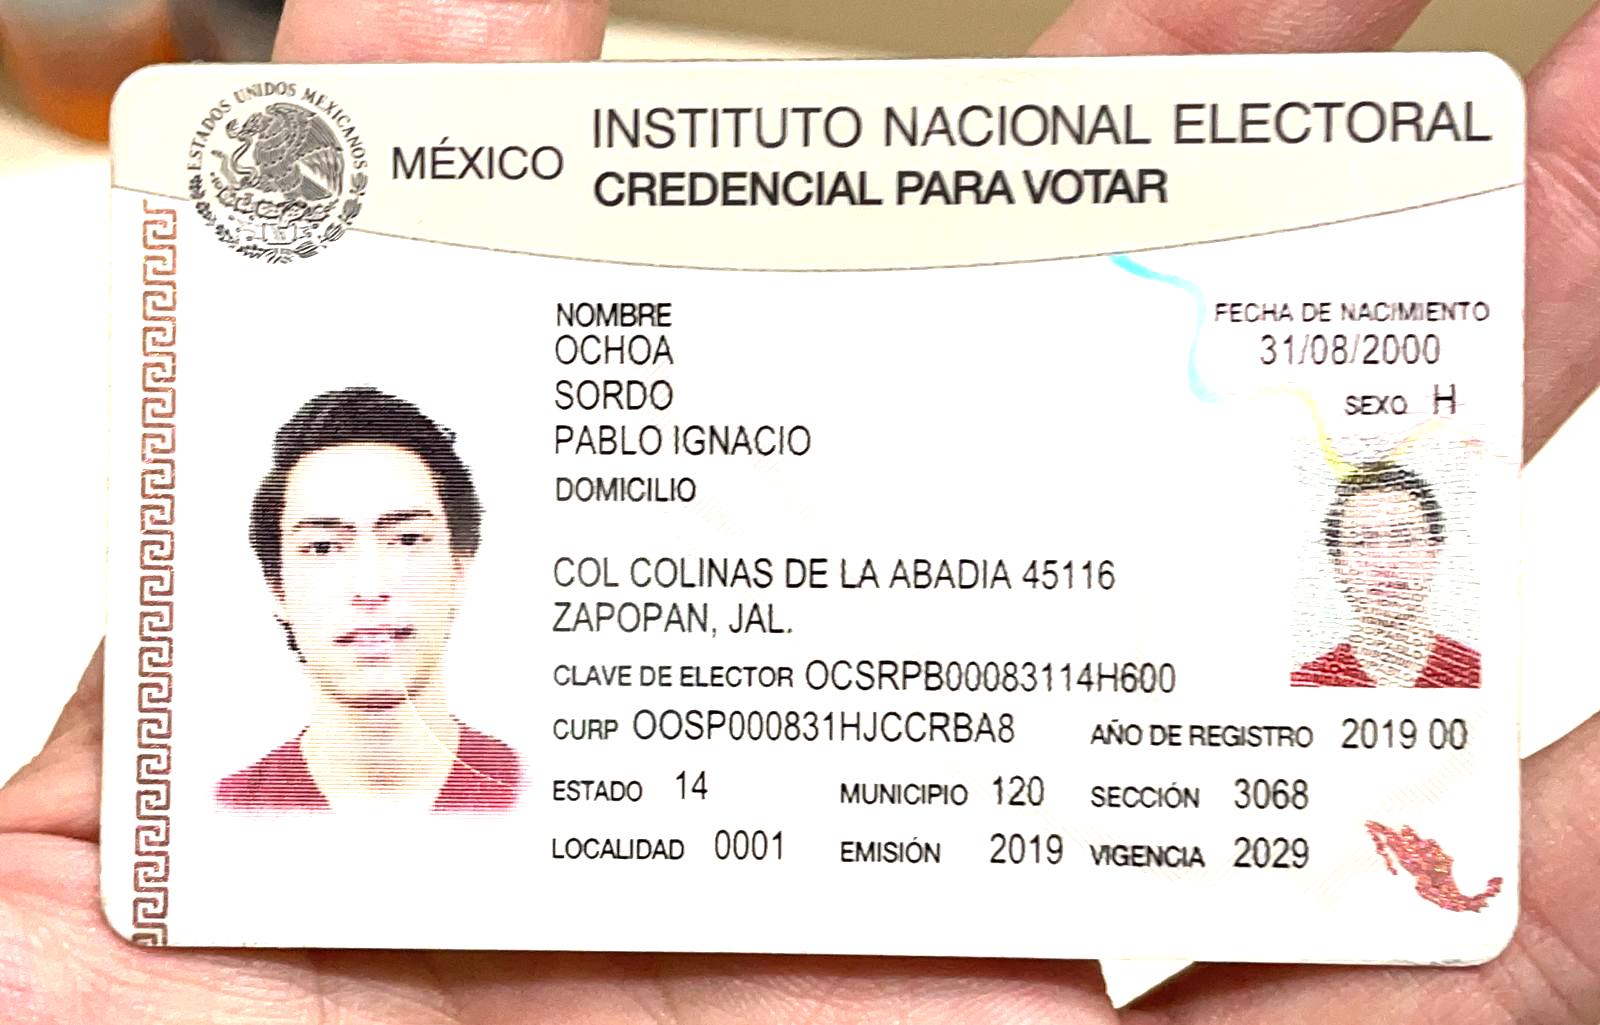 ESTADOS UNIDOS MEXICANOS
MÉXICO
INSTITUTO NACIONAL ELECTORAL
CREDENCIAL PARA VOTAR
NOMBRE
OCHOA
SORDO
PABLO IGNACIO
FECHA DE NACIMIENTO
31/08/2000
SEXO H
DOMICILIO
COL COLINAS DE LA ABADIA 45116
ZAPOPAN, JAL.
CLAVE DE ELECTOR OCSRPB00083114H600
CURP OOSP000831HJCCRBA8 AÑO DE REGISTRO 2019 00
ESTADO 14 MUNICIPIO 120 SECCIÓN 3068
LOCALIDAD 0001 EMISIÓN 2019 VIGENCIA 2029